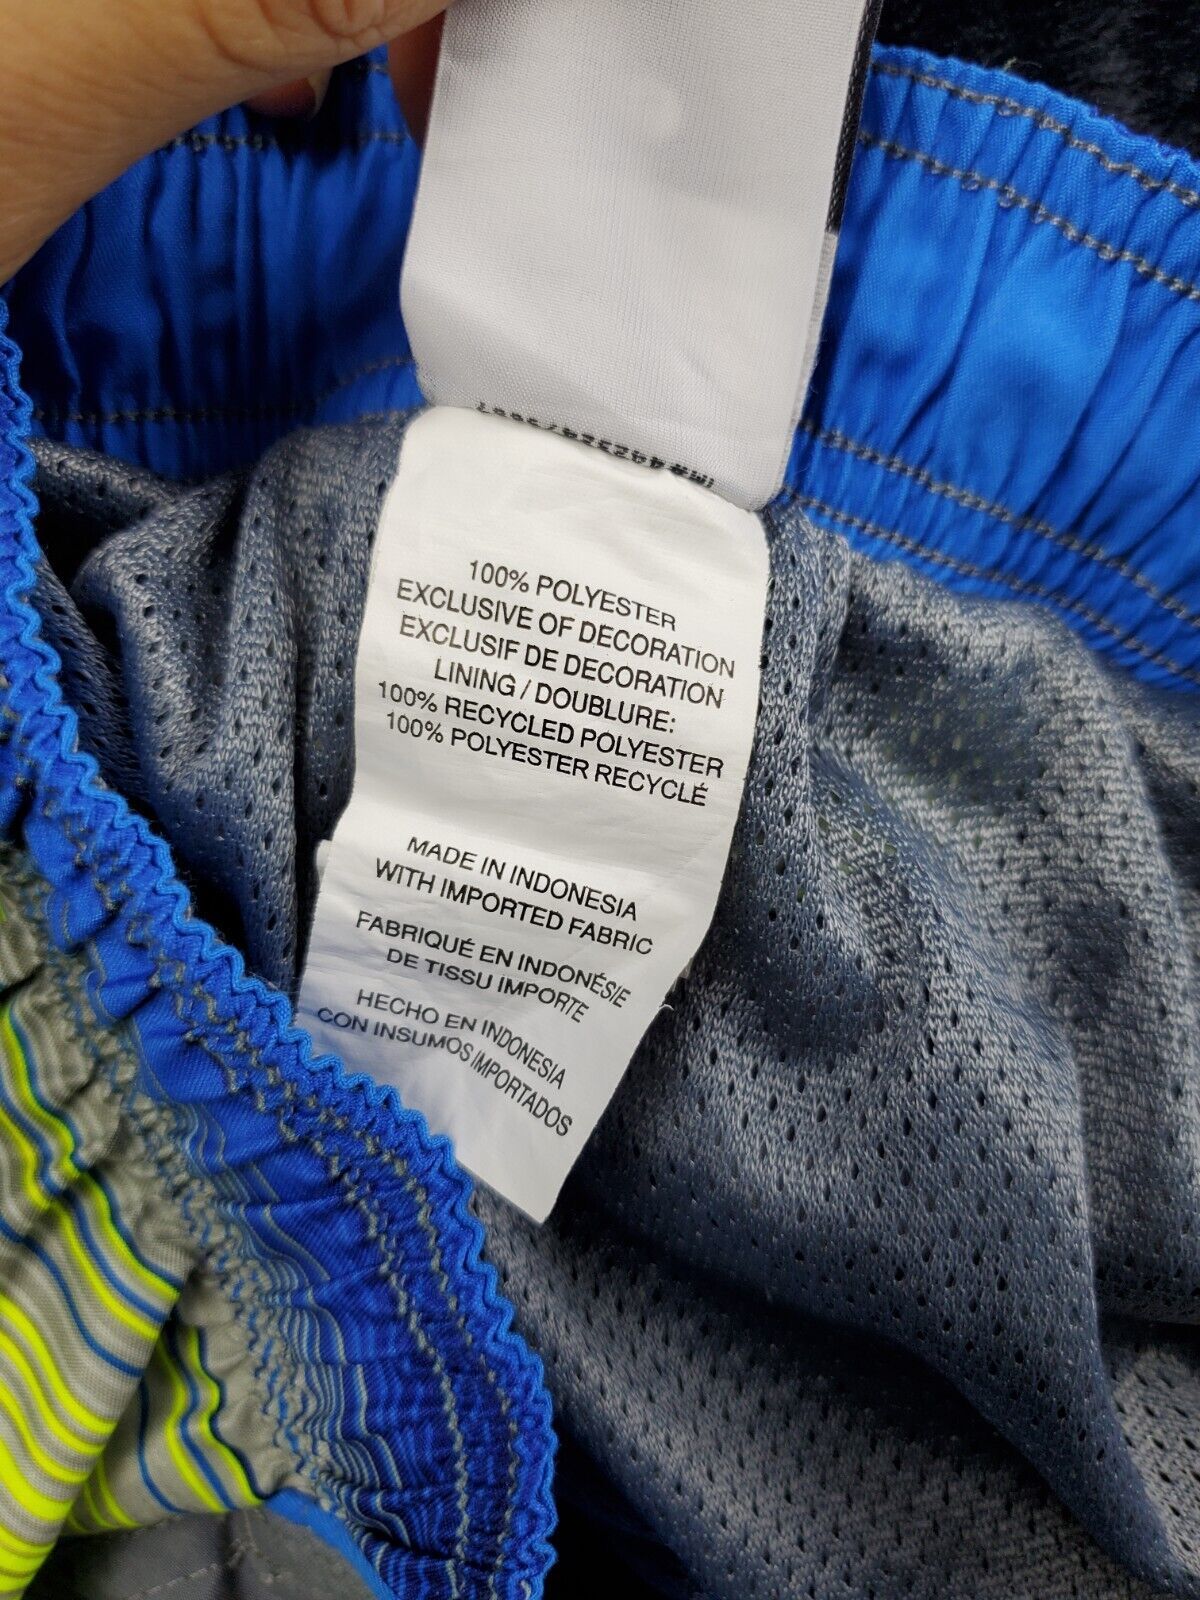 100% POLYESTER
EXCLUSIVE OF DECORATION
EXCLUSIF DE DECORATION
LINING / DOUBLURE:
100% RECYCLED POLYESTER
100% POLYESTER RECYCLÉ
MADE IN INDONESIA
WITH IMPORTED FABRIC
FABRIQUÉ EN INDONÉSIE
DE TISSU IMPORTE
HECHO EN INDONESIA
CON INSUMOS IMPORTADOS